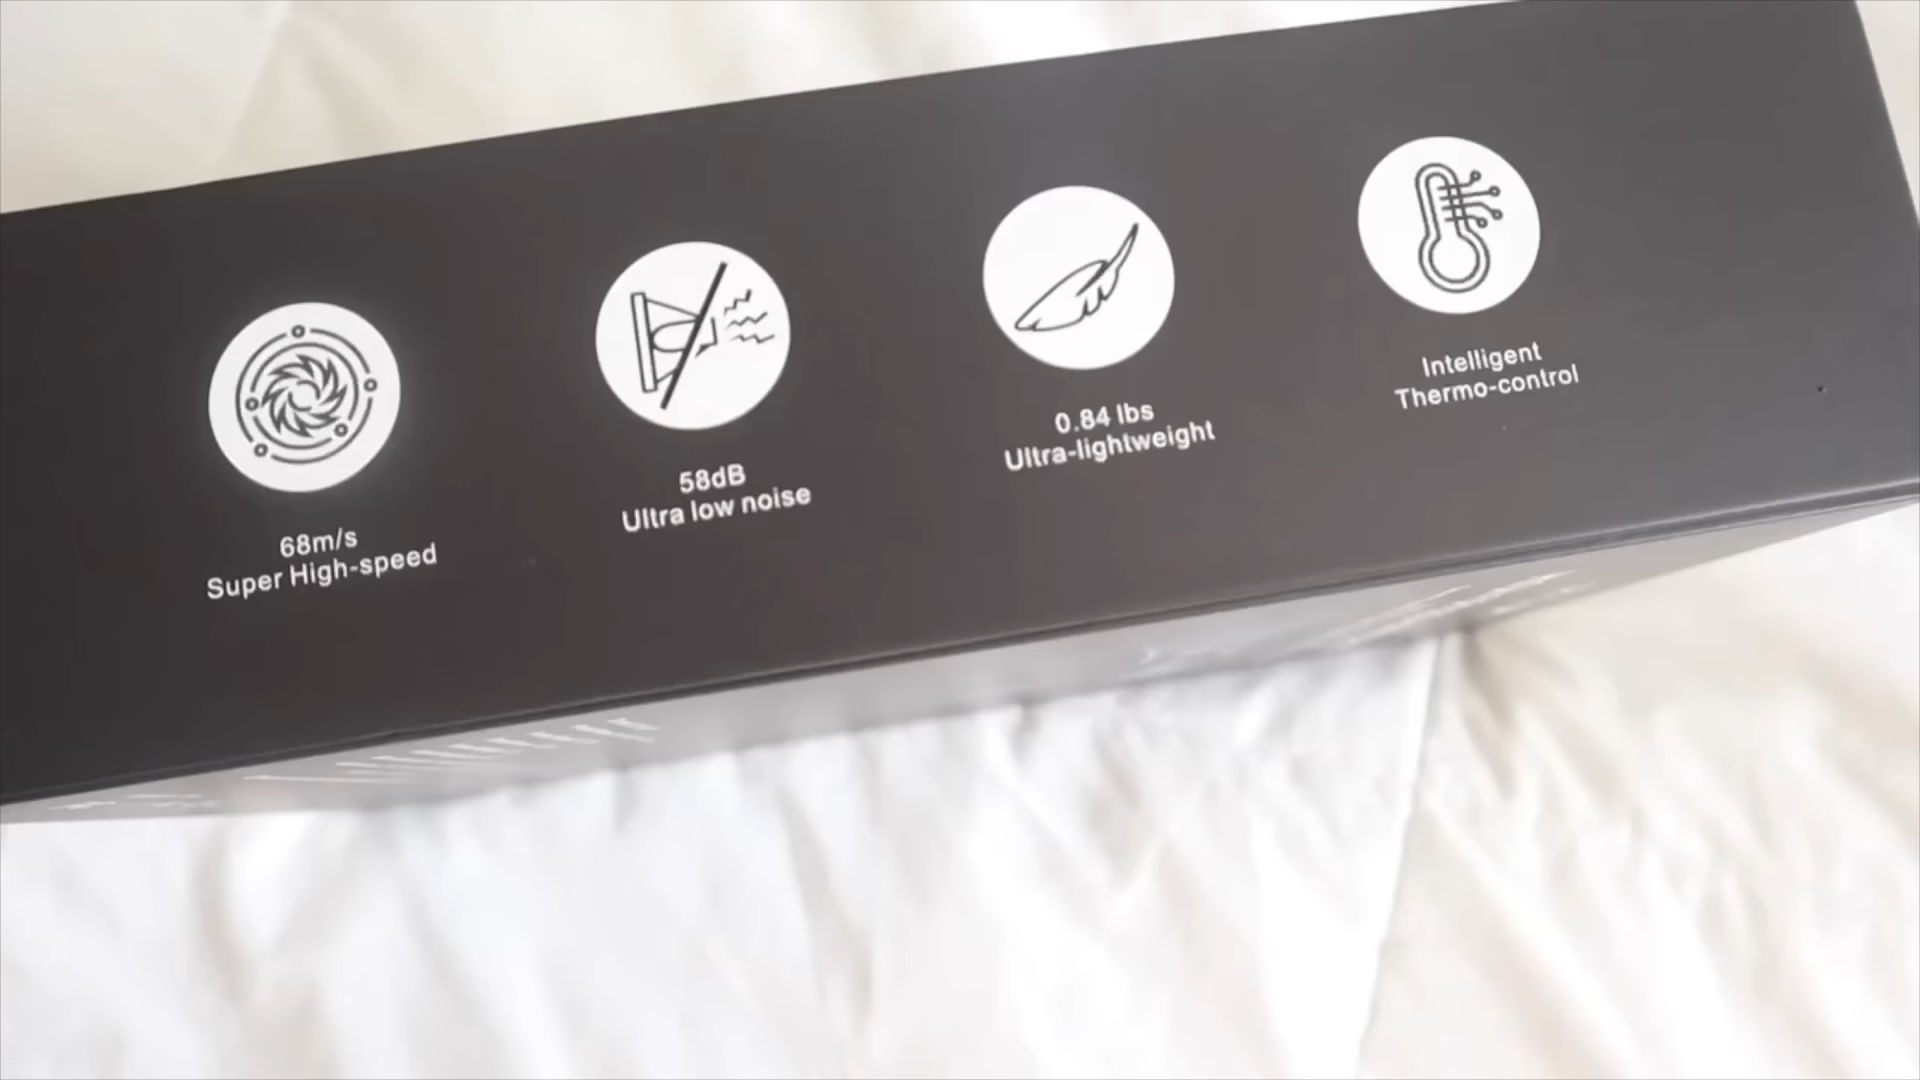 68m/s
Super High-speed
58dB
Ultra low noise
0.84 lbs
Ultra-lightweight
Intelligent
Thermo-control